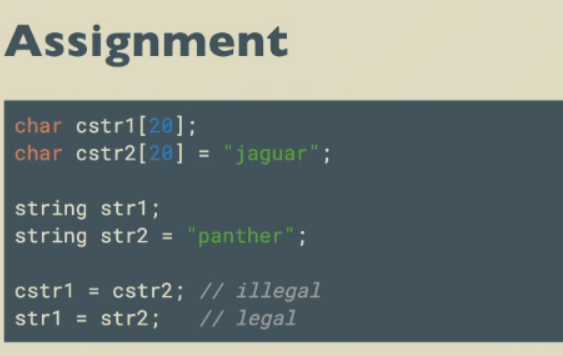 Assignment
char cstr1[20];
char cstr2[20] = "jaguar";
string str1;
string str2 = "panther";
cstr1 = cstr2; // illegal
str1 = str2;   // legal